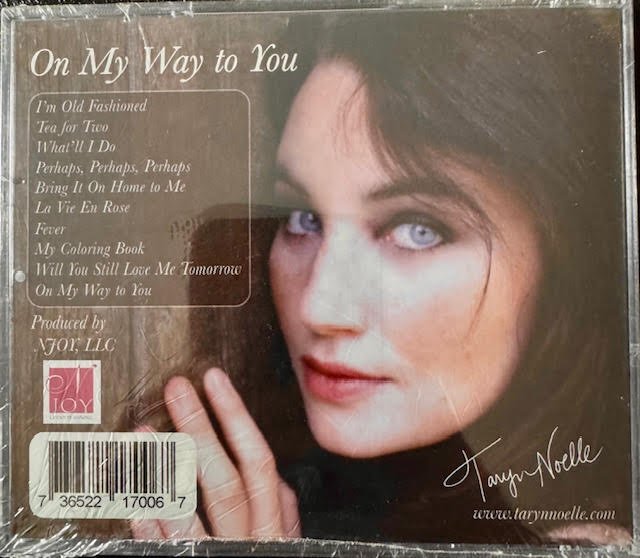 On My Way to You
I'm Old Fashioned
Tea for Two
What'll I Do
Perhaps, Perhaps, Perhaps
Bring It On Home to Me
La Vie En Rose
Fever
My Coloring Book
Will You Still Love Me Tomorrow
On My Way to You
Produced by
NJOY, LLC
N
JOY
7 36522 17006 7
Taryn Noelle
www.tarynnoelle.com